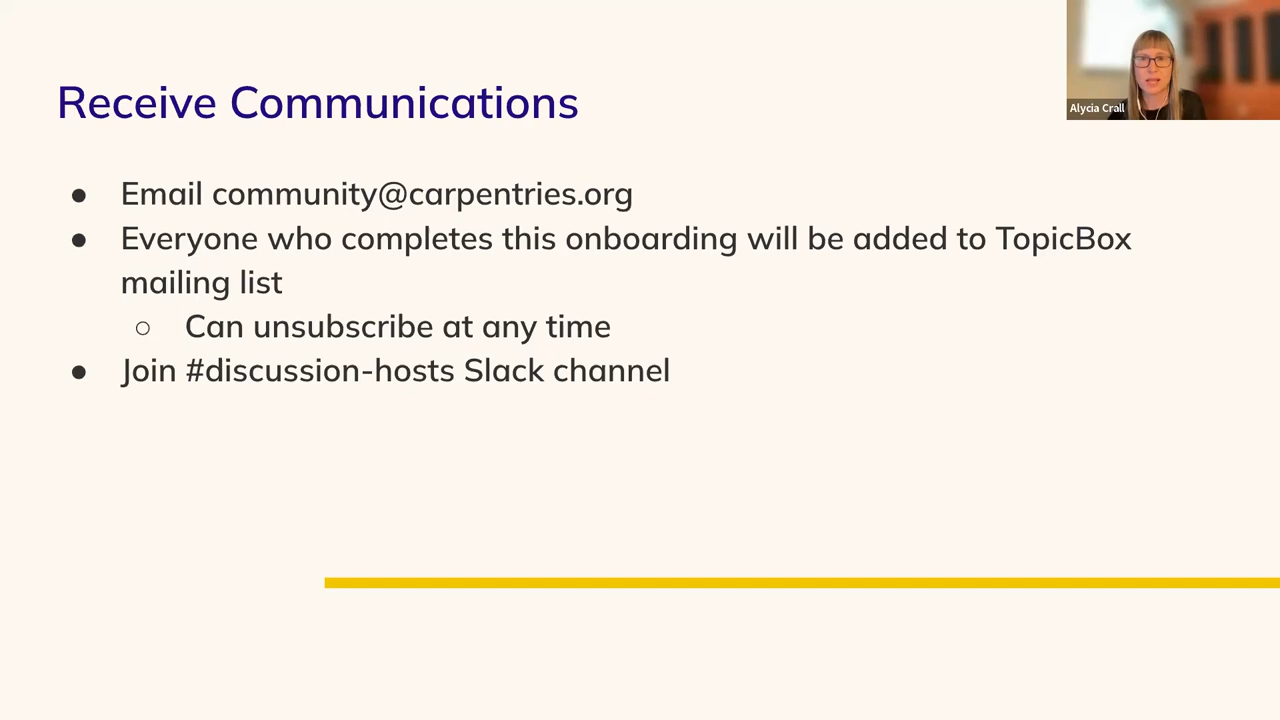 Receive Communications
Alycia Crall
● Email community@carpentries.org
● Everyone who completes this onboarding will be added to TopicBox
mailing list
○ Can unsubscribe at any time
● Join #discussion-hosts Slack channel